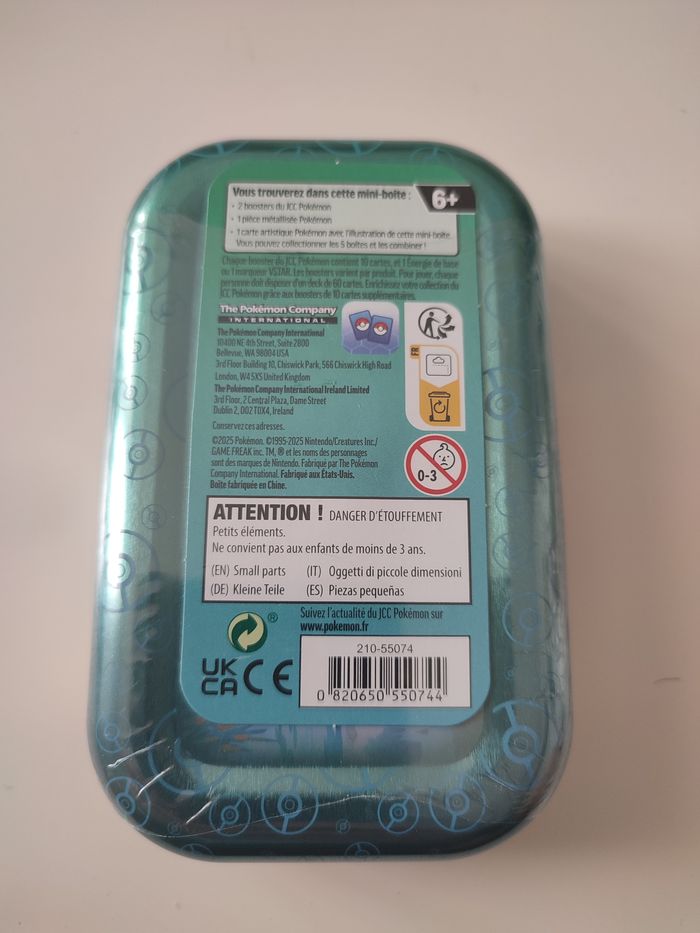 Vous trouverez dans cette mini-boîte :
6+
• 2 boosters du JCC Pokémon
• 1 pièce métallisée Pokémon
• 1 carte artistique Pokémon avec l'illustration de cette mini-boîte.
Vous pouvez collectionner les 5 boîtes et les combiner !
Chaque booster du JCC Pokémon contient 10 cartes, et 1 Énergie de base
ou 1 marqueur VSTAR. Les boosters varient par produit. Pour jouer, chaque
personne doit disposer d'un deck de 60 cartes. Enrichissez votre collection du
JCC Pokémon grâce aux boosters de 10 cartes supplémentaires.
The Pokémon Company
INTERNATIONAL
The Pokémon Company International
10400 NE 4th Street, Suite 2800
Bellevue, WA 98004 USA
3rd Floor Building 10, Chiswick Park, 566 Chiswick High Road
London, W4 5XS United Kingdom
The Pokémon Company International Ireland Limited
3rd Floor, 2 Central Plaza, Dame Street
Dublin 2, D02 T0X4, Ireland
Conservez ces adresses.
©2025 Pokémon. ©1995-2025 Nintendo/Creatures Inc./
GAME FREAK inc. TM, ® et les noms des personnages
sont des marques de Nintendo. Fabriqué par The Pokémon
Company International. Fabriqué aux États-Unis.
Boîte fabriquée en Chine.
FR
0-3
ATTENTION ! DANGER D'ÉTOUFFEMENT
Petits éléments.
Ne convient pas aux enfants de moins de 3 ans.
(EN) Small parts (IT) Oggetti di piccole dimensioni
(DE) Kleine Teile (ES) Piezas pequeñas
Suivez l'actualité du JCC Pokémon sur
www.pokemon.fr
®
UK
CA CE
210-55074
0 820650 550744